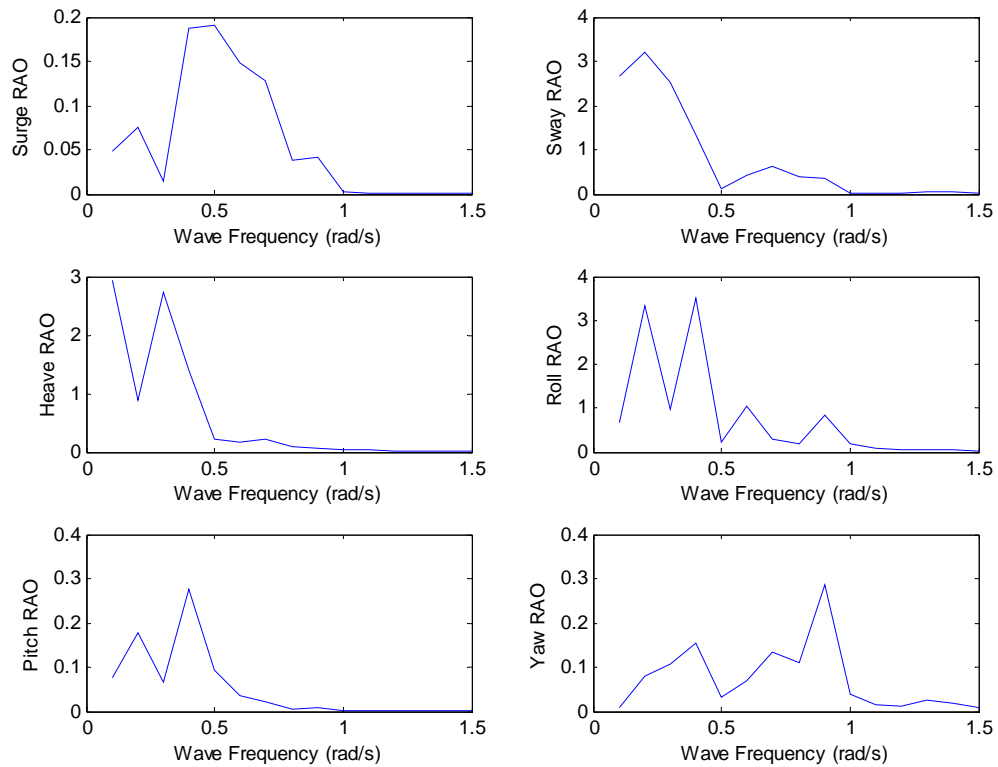 Surge RAO
0.2
0.15
0.1
0.05
0
0 0.5 1 1.5
Wave Frequency (rad/s)
Sway RAO
4
3
2
1
0
0 0.5 1 1.5
Wave Frequency (rad/s)
Heave RAO
3
2
1
0
0 0.5 1 1.5
Wave Frequency (rad/s)
Roll RAO
4
3
2
1
0
0 0.5 1 1.5
Wave Frequency (rad/s)
Pitch RAO
0.4
0.3
0.2
0.1
0
0 0.5 1 1.5
Wave Frequency (rad/s)
Yaw RAO
0.4
0.3
0.2
0.1
0
0 0.5 1 1.5
Wave Frequency (rad/s)